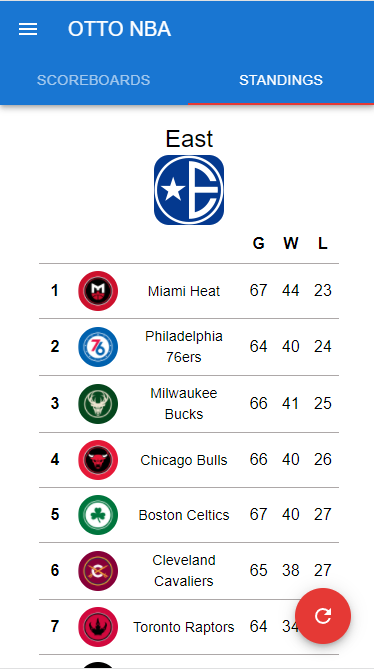 OTTO NBA
SCOREBOARDS STANDINGS
East
E
G W L
1 Miami Heat 67 44 23
2 Philadelphia 76ers 64 40 24
3 Milwaukee Bucks 66 41 25
4 Chicago Bulls 66 40 26
5 Boston Celtics 67 40 27
6 Cleveland Cavaliers 65 38 27
7 Toronto Raptors 64 34